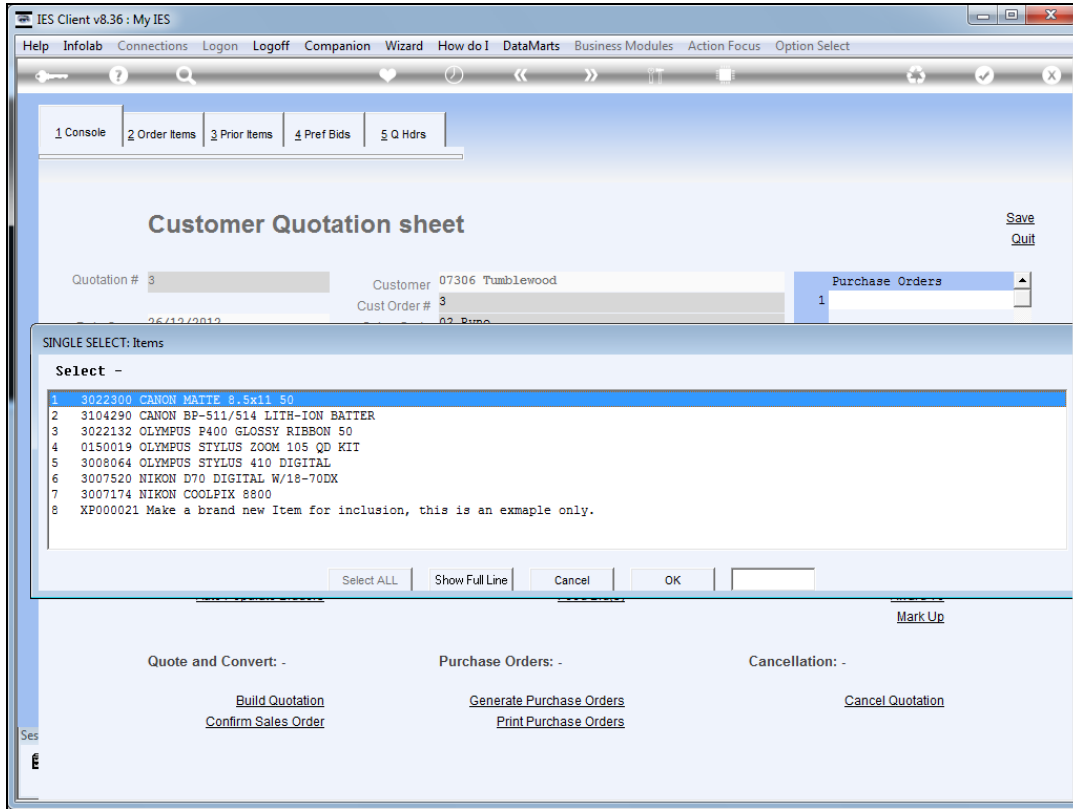 IES Client v8.36 : My IES
Help Infolab Connections Logon Logoff Companion Wizard How do I DataMarts Business Modules Action Focus Option Select
1 Console 2 Order Items 3 Prior Items 4 Pref Bids 5 Q Hdrs
Customer Quotation sheet
Save
Quit
Quotation # 3
Customer 07306 Tumblewood
Purchase Orders
Cust Order # 3
1
26/12/2012
SINGLE SELECT: Items
Select -
1 3022300 CANON MATTE 8.5x11 50
2 3104290 CANON BP-511/514 LITH-ION BATTER
3 3022132 OLYMPUS P400 GLOSSY RIBBON 50
4 0150019 OLYMPUS STYLUS ZOOM 105 QD KIT
5 3008064 OLYMPUS STYLUS 410 DIGITAL
6 3007520 NIKON D70 DIGITAL W/18-70DX
7 3007174 NIKON COOLPIX 8800
8 XP000021 Make a brand new Item for inclusion, this is an exmaple only.
Select ALL Show Full Line Cancel OK
Mark Up
Quote and Convert: - Purchase Orders: - Cancellation: -
Build Quotation Generate Purchase Orders Cancel Quotation
Confirm Sales Order Print Purchase Orders
Ses